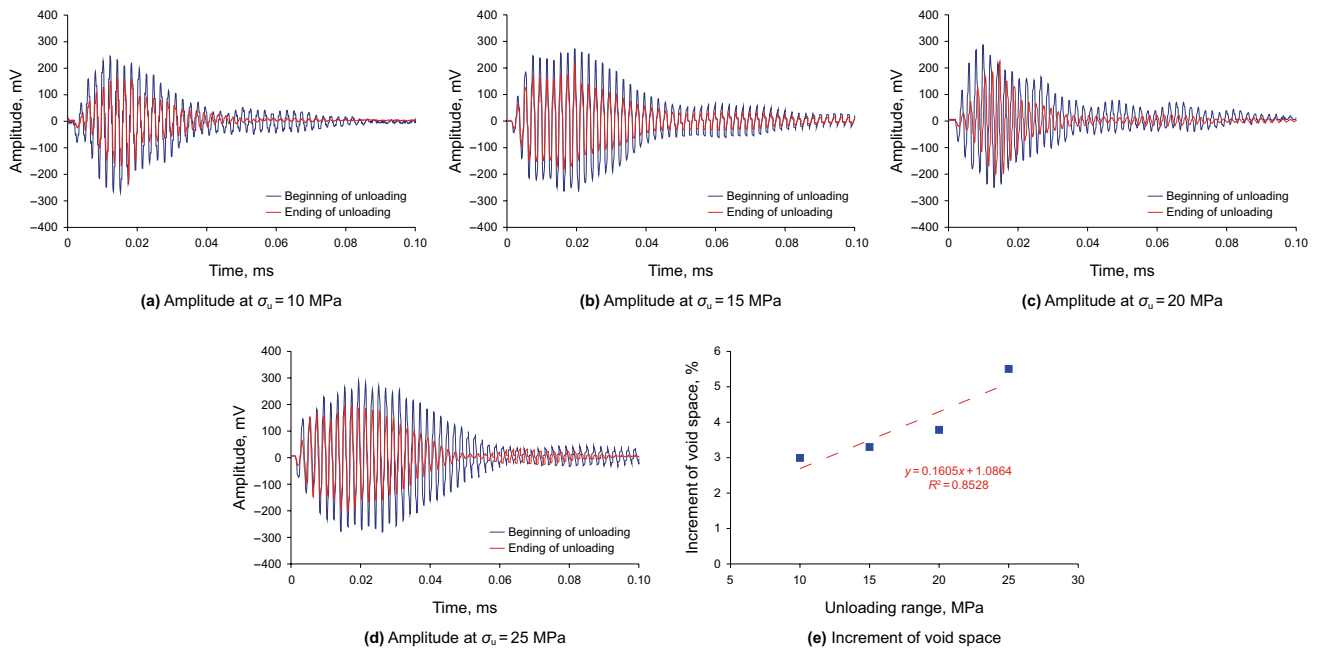 400
300
200
100
0
–100
–200
–300
–400
Amplitude, mV
Beginning of unloading
Ending of unloading
0 0.02 0.04 0.06 0.08 0.10
Time, ms
(a) Amplitude at σu = 10 MPa
400
300
200
100
0
–100
–200
–300
–400
Amplitude, mV
Beginning of unloading
Ending of unloading
0 0.02 0.04 0.06 0.08 0.10
Time, ms
(b) Amplitude at σu = 15 MPa
400
300
200
100
0
–100
–200
–300
–400
Amplitude, mV
Beginning of unloading
Ending of unloading
0 0.02 0.04 0.06 0.08 0.10
Time, ms
(c) Amplitude at σu = 20 MPa
400
300
200
100
0
–100
–200
–300
–400
Amplitude, mV
Beginning of unloading
Ending of unloading
0 0.02 0.04 0.06 0.08 0.10
Time, ms
(d) Amplitude at σu = 25 MPa
6
5
4
3
2
1
0
Increment of void space, %
y=0.1605x+1.0864
R²=0.8528
5 10 15 20 25 30
Unloading range, MPa
(e) Increment of void space